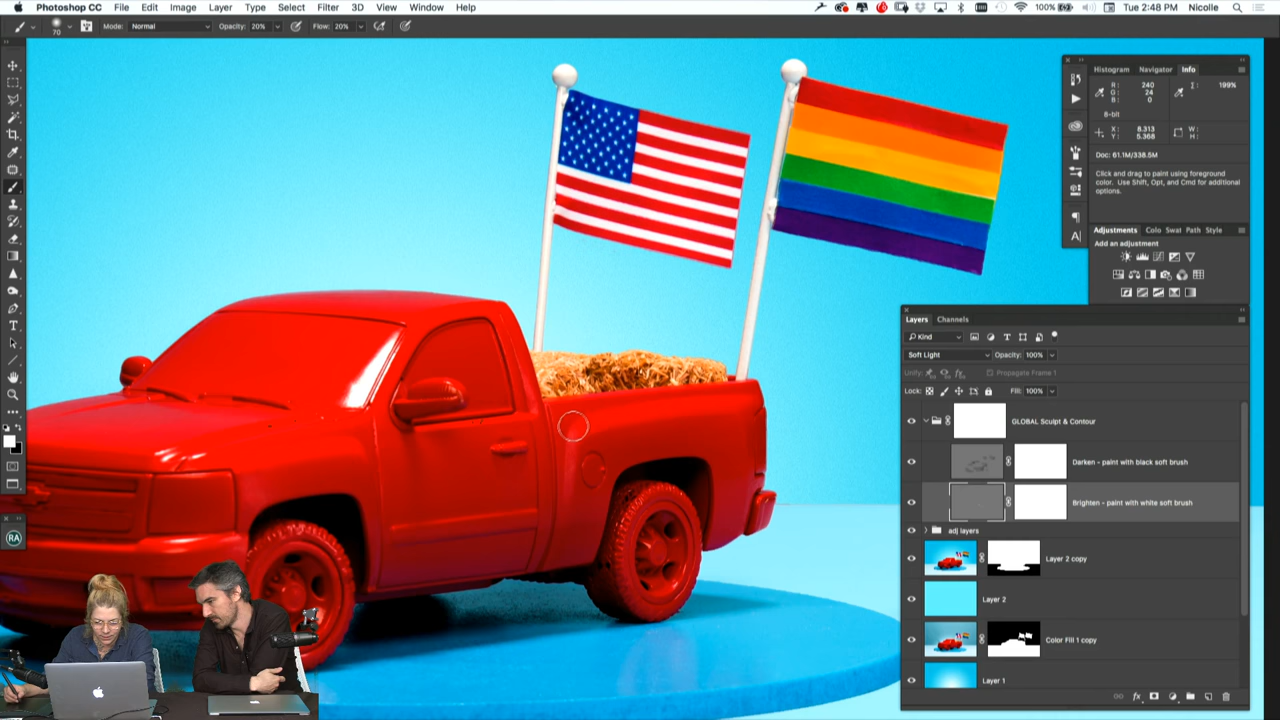 Photoshop CC File Edit Image Layer Type Select Filter 3D View Window Help
100% Tue 2:48 PM Nicolle
70 Mode: Normal Opacity: 20% Flow: 20%
Histogram Navigator Info
R: 240
G: 24
B: 0
199%
8-bit
X: 8.313
Y: 5.368
W:
H:
Doc: 61.1M/338.5M
Click and drag to paint using foreground
color. Use Shift, Opt, and Cmd for additional
options.
Adjustments Colo Swat Path Style
Add an adjustment
Layers Channels
Kind
Soft Light Opacity: 100%
Unify: Propagate Frame 1
Lock: Fill: 100%
GLOBAL Sculpt & Contour
Darken - paint with black soft brush
Brighten - paint with white soft brush
adj layers
Layer 2 copy
Layer 2
Color Fill 1 copy
Layer 1
fx
RA